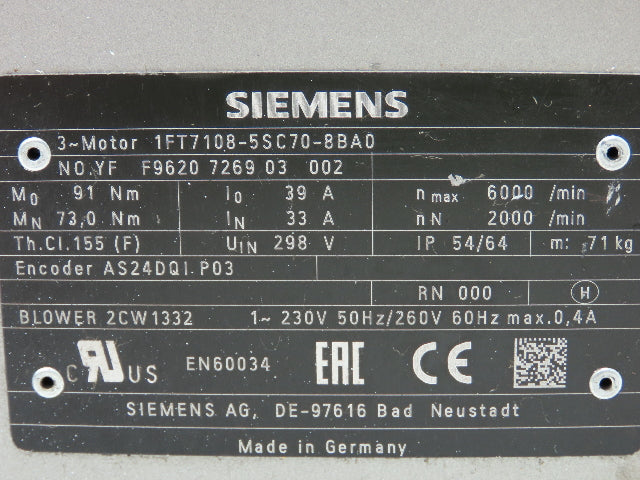 SIEMENS
3~Motor 1FT7108-5SC70-8BA0
NO.YF F9620 7269 03 002
M0 91 Nm I0 39 A n max 6000 /min
MN 73,0 Nm IN 33 A n N 2000 /min
Th.Cl.155 (F) UIN 298 V IP 54/64 m: 71 kg
Encoder AS24DQI P03
RN 000 H
BLOWER 2CW1332 1~ 230V 50Hz/260V 60Hz max.0,4A
c RU US EN60034 EAC CE
SIEMENS AG, DE-97616 Bad Neustadt
Made in Germany